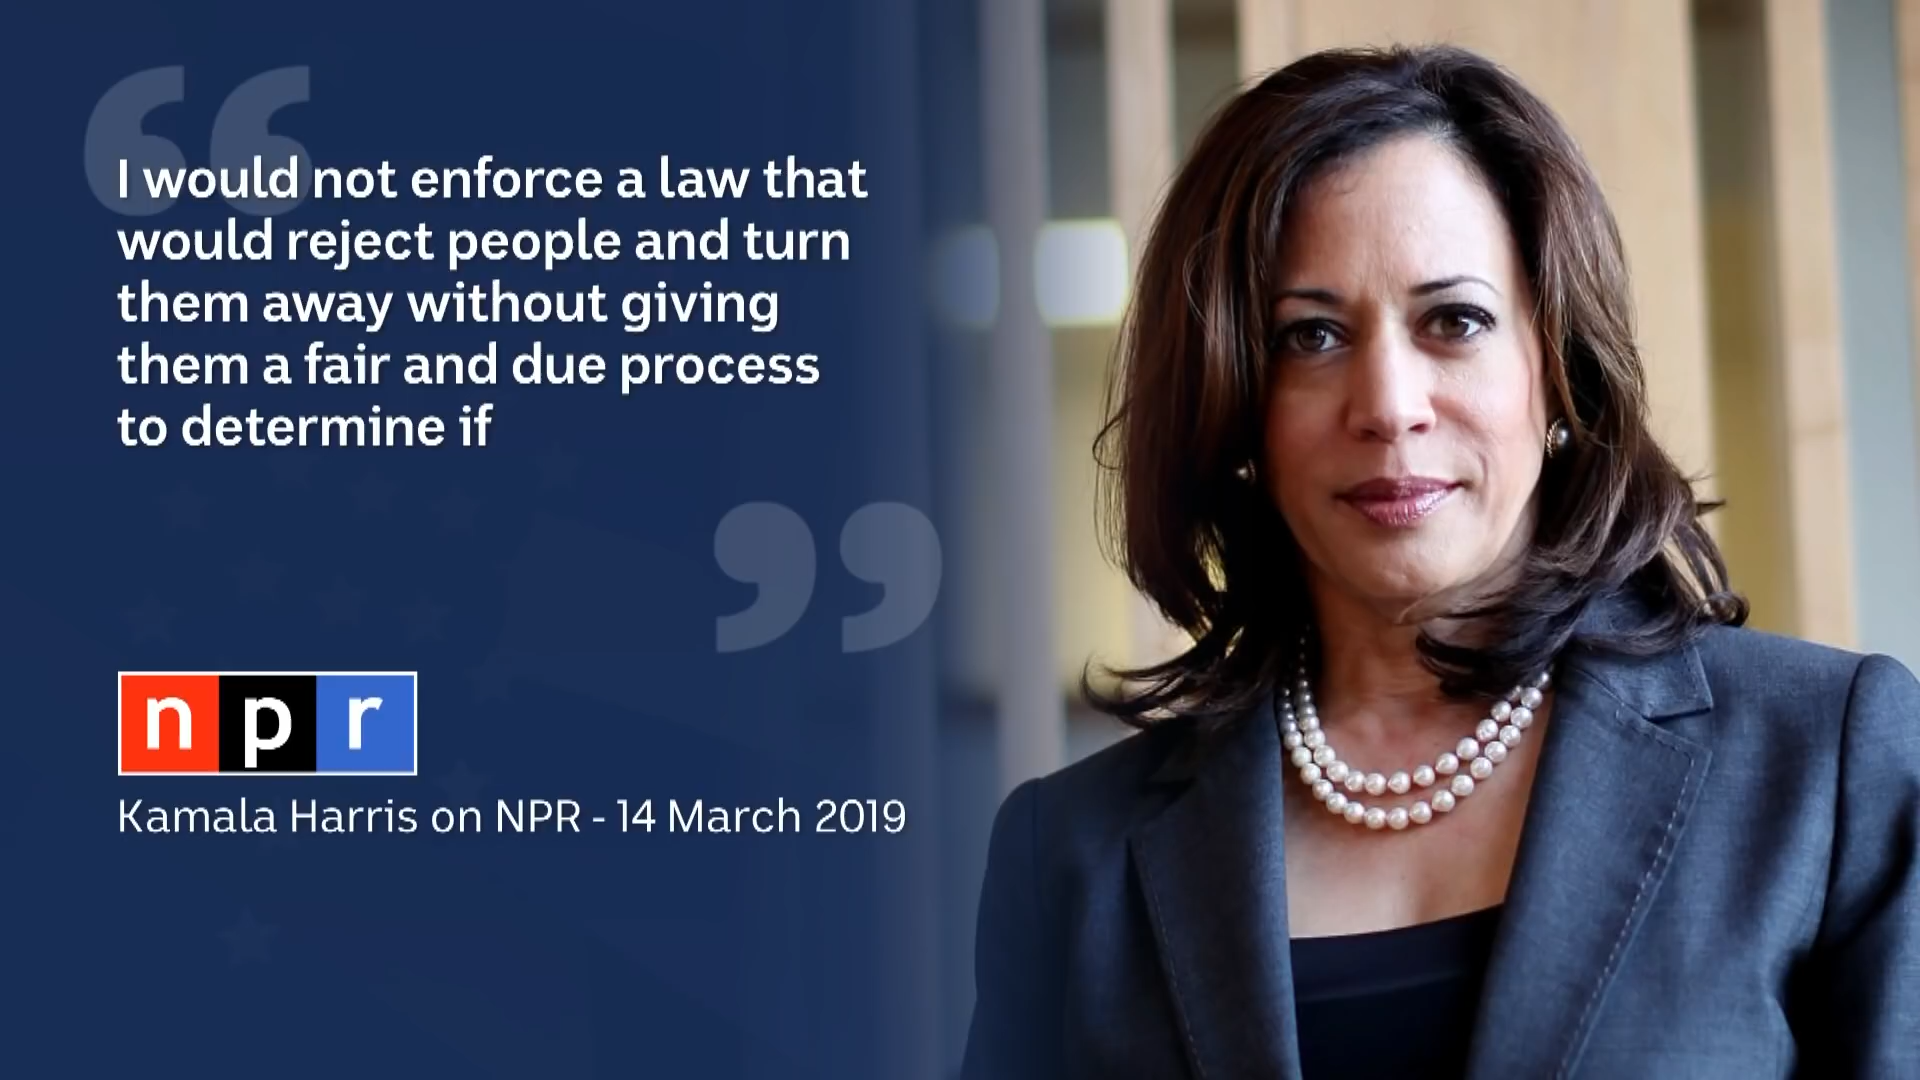 I would not enforce a law that
would reject people and turn
them away without giving
them a fair and due process
to determine if
npr
Kamala Harris on NPR - 14 March 2019